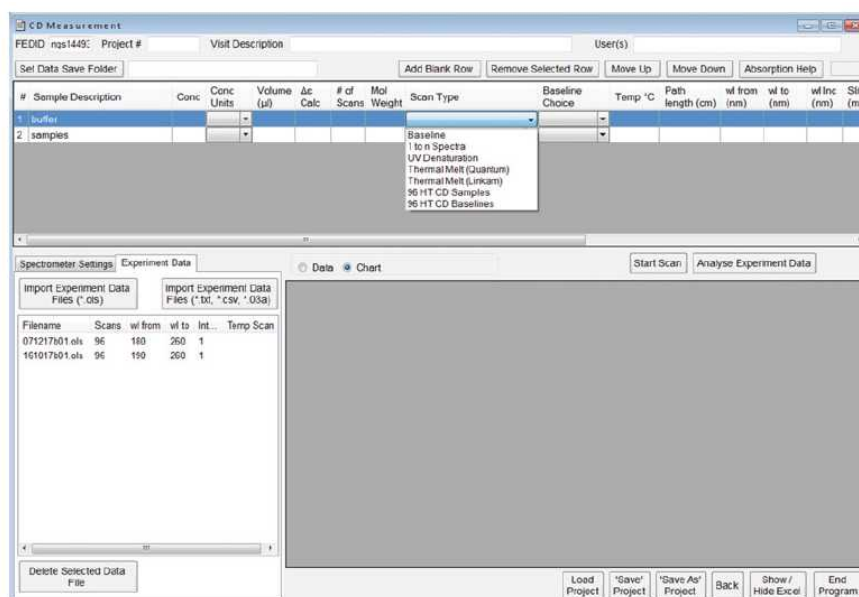 CD Measurement
FEDID nqs14493 Project # Visit Description User(s)
Sel Data Save Folder Add Blank Row Remove Selected Row Move Up Move Down Absorption Help
# Sample Description Conc Conc Units Volume (µl) Δε Calc # of Scans Mol Weight Scan Type Baseline Choice Temp °C Path length (cm) wl from (nm) wl to (nm) wl Inc (nm)
1 buffer
2 samples
Baseline
1 to n Spectra
UV Denaturation
Thermal Melt (Quantum)
Thermal Melt (Linkam)
96 HT CD Samples
96 HT CD Baselines
Spectrometer Settings Experiment Data Data Chart Start Scan Analyse Experiment Data
Import Experiment Data Files (*.ols) Import Experiment Data Files (*.txt, *.csv, *.03a)
Filename Scans wl from wl to Int... Temp Scan
071217b01.ols 96 180 260 1
161017b01.ols 96 190 260 1
Delete Selected Data File
Load Project 'Save' Project 'Save As' Project Back Show / Hide Excel End Program